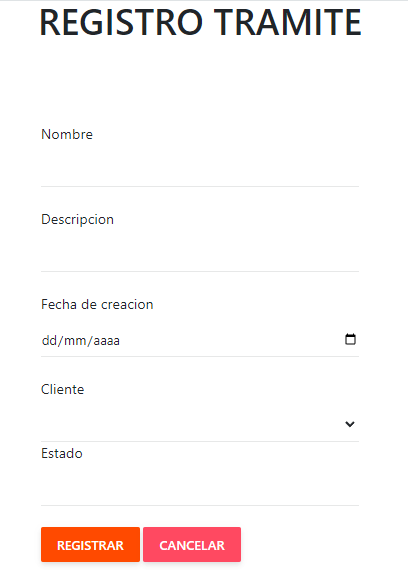 REGISTRO TRAMITE
Nombre
Descripcion
Fecha de creacion
dd/mm/aaaa
Cliente
Estado
REGISTRAR CANCELAR